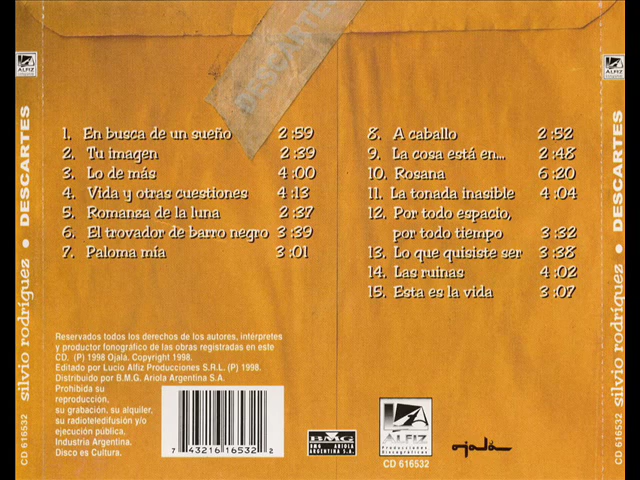 DESCARTES
ALFIZ
ALFIZ
silvio rodríguez • DESCARTES
CD 616532
1. En busca de un sueño 2:59
2. Tu imagen 2:39
3. Lo de más 4:00
4. Vida y otras cuestiones 4:13
5. Romanza de la luna 2:37
6. El trovador de barro negro 3:39
7. Paloma mía 3:01
8. A caballo 2:52
9. La cosa está en... 2:48
10. Rosana 6:20
11. La tonada inasible 4:04
12. Por todo espacio,
por todo tiempo 3:32
13. Lo que quisiste ser 3:38
14. Las ruinas 4:02
15. Esta es la vida 3:07
Reservados todos los derechos de los autores, intérpretes
y productor fonográfico de las obras registradas en este
CD. (P) 1998 Ojalá. Copyright 1998.
Editado por Lucio Alfiz Producciones S.R.L. (P) 1998.
Distribuido por B.M.G. Ariola Argentina S.A.
Prohibida su
reproducción,
su grabación, su alquiler,
su radioteledifusión y/o
ejecución pública.
Industria Argentina.
Disco es Cultura.
7 43216 16532 2
BMG
BMG ARIOLA
ARGENTINA S.A.
ALFIZ
Producciones
Discográficas
CD 616532
ojalá
silvio rodríguez • DESCARTES
CD 616532